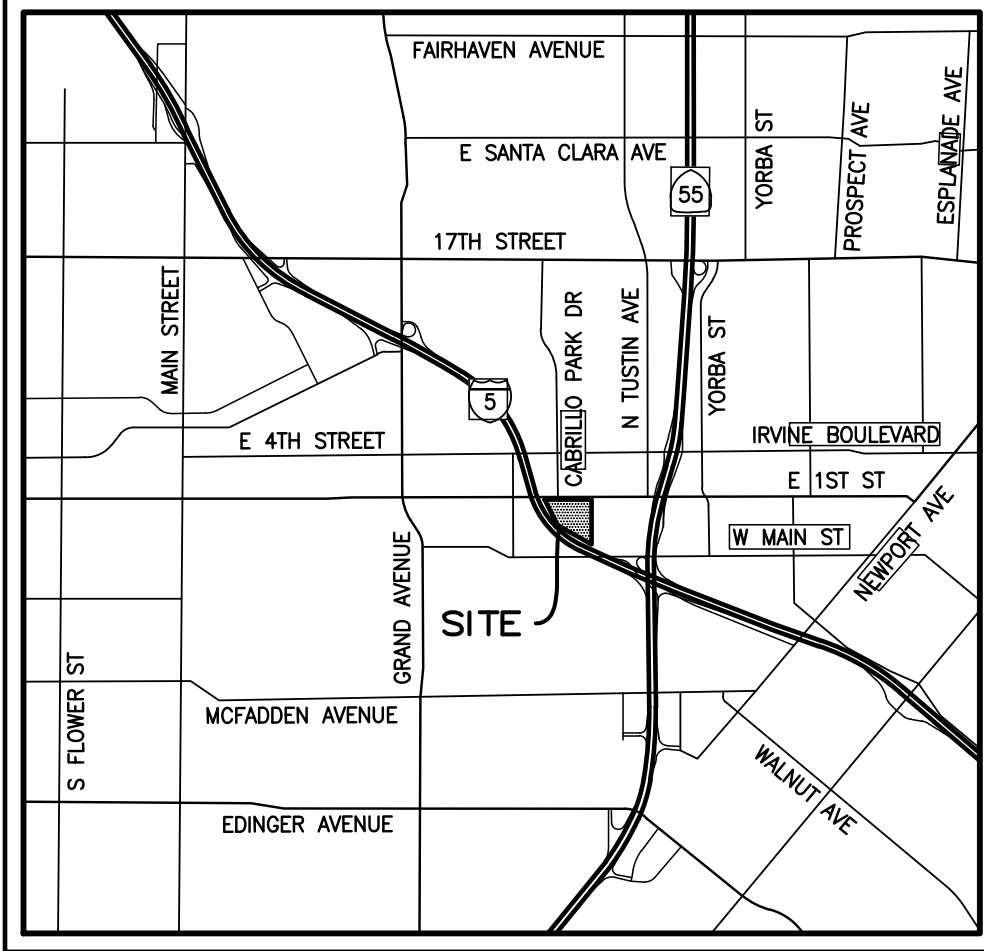 FAIRHAVEN AVENUE
E SANTA CLARA AVE
YORBA ST
PROSPECT AVE
ESPLANADE AVE
55
17TH STREET
MAIN STREET
CABRILLO PARK DR
N TUSTIN AVE
YORBA ST
5
E 4TH STREET
IRVINE BOULEVARD
E 1ST ST
W MAIN ST
NEWPORT AVE
GRAND AVENUE
SITE
S FLOWER ST
MCFADDEN AVENUE
WALNUT AVE
EDINGER AVENUE